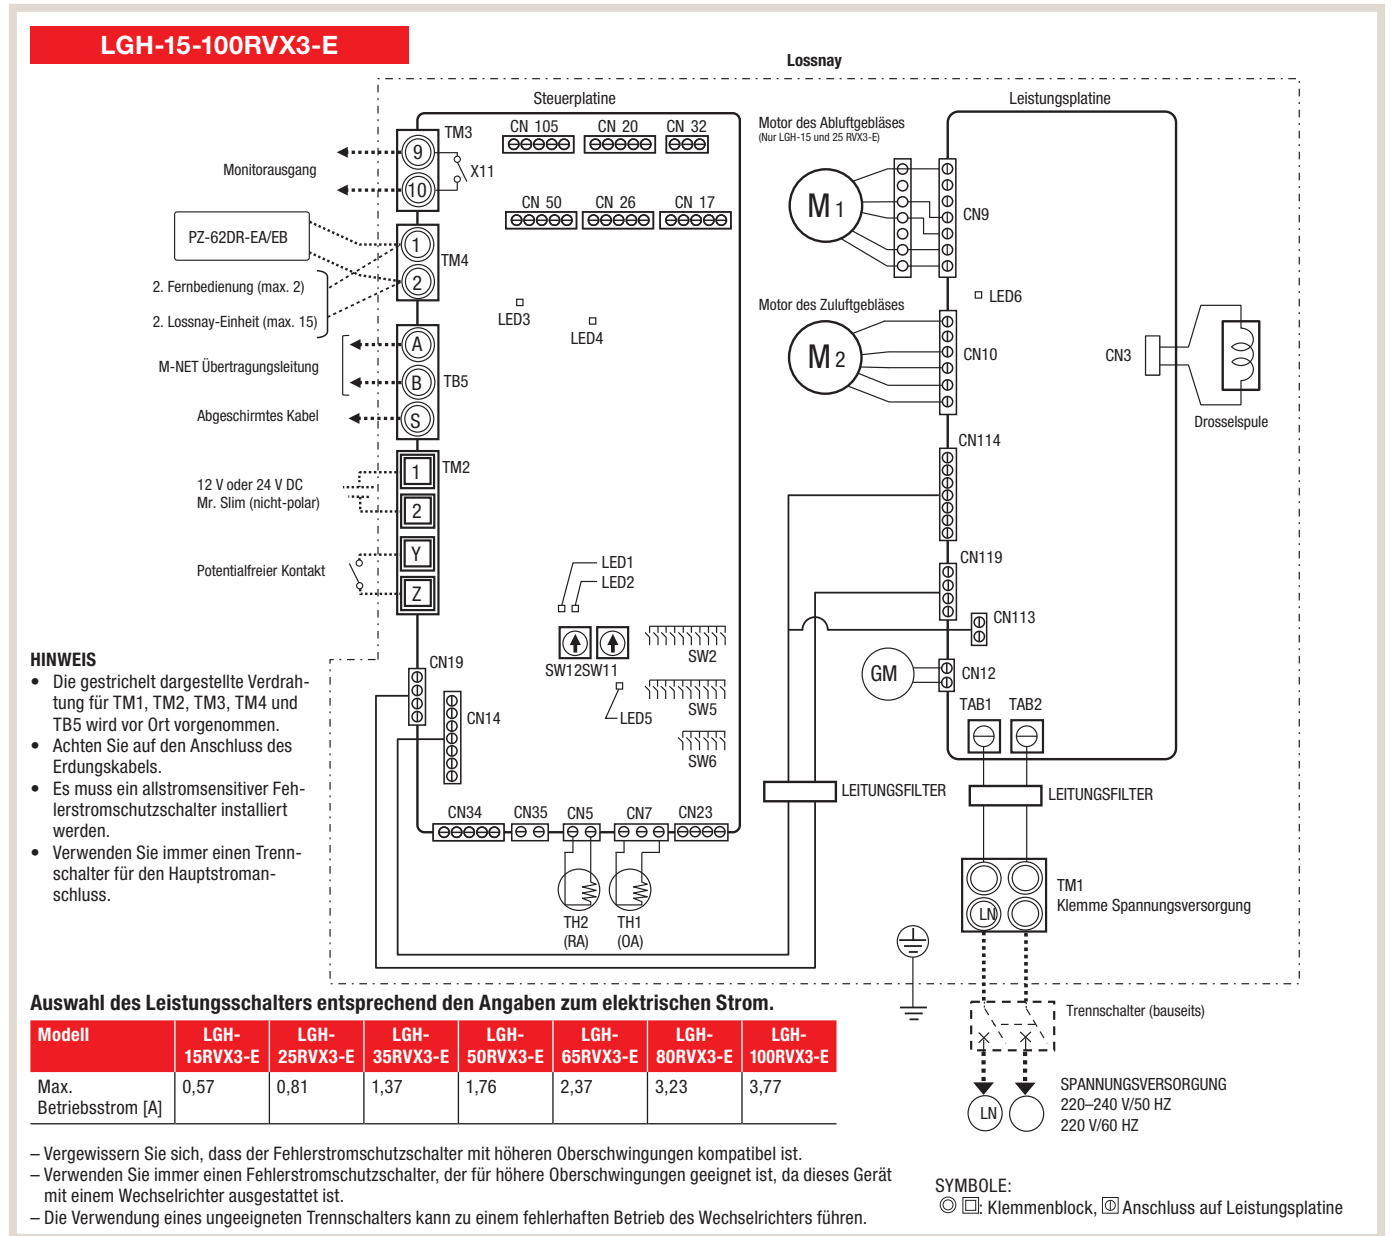 LGH-15-100RVX3-E
Lossnay
Steuerplatine
Leistungsplatine
TM3
CN 105
CN 20
CN 32
9
10
X11
Monitorausgang
CN 50
CN 26
CN 17
PZ-62DR-EA/EB
1
2
TM4
2. Fernbedienung (max. 2)
2. Lossnay-Einheit (max. 15)
LED3
LED4
M-NET Übertragungsleitung
A
B
S
TB5
Abgeschirmtes Kabel
TM2
1
2
Y
Z
12 V oder 24 V DC
Mr. Slim (nicht-polar)
Potentialfreier Kontakt
LED1
LED2
SW12
SW11
SW2
SW5
SW6
LED5
CN19
CN14
CN34
CN35
CN5
CN7
CN23
TH2
(RA)
TH1
(OA)
Motor des Abluftgebläses
(Nur LGH-15 und 25 RVX3-E)
M 1
CN9
LED6
Motor des Zuluftgebläses
M 2
CN10
CN3
Drosselspule
CN114
CN119
CN113
GM
CN12
TAB1
TAB2
LEITUNGSFILTER
LEITUNGSFILTER
TM1
Klemme Spannungsversorgung
LN
Trennschalter (bauseits)
LN
SPANNUNGSVERSORGUNG
220–240 V/50 HZ
220 V/60 HZ
HINWEIS
• Die gestrichelt dargestellte Verdrah-
tung für TM1, TM2, TM3, TM4 und
TB5 wird vor Ort vorgenommen.
• Achten Sie auf den Anschluss des
Erdungskabels.
• Es muss ein allstromsensitiver Feh-
lerstromschutzschalter installiert
werden.
• Verwenden Sie immer einen Trenn-
schalter für den Hauptstroman-
schluss.
Auswahl des Leistungsschalters entsprechend den Angaben zum elektrischen Strom.
Modell LGH-15RVX3-E LGH-25RVX3-E LGH-35RVX3-E LGH-50RVX3-E LGH-65RVX3-E LGH-80RVX3-E LGH-100RVX3-E
Max. Betriebsstrom [A] 0,57 0,81 1,37 1,76 2,37 3,23 3,77
– Vergewissern Sie sich, dass der Fehlerstromschutzschalter mit höheren Oberschwingungen kompatibel ist.
– Verwenden Sie immer einen Fehlerstromschutzschalter, der für höhere Oberschwingungen geeignet ist, da dieses Gerät
mit einem Wechselrichter ausgestattet ist.
– Die Verwendung eines ungeeigneten Trennschalters kann zu einem fehlerhaften Betrieb des Wechselrichters führen.
SYMBOLE:
: Klemmenblock, Anschluss auf Leistungsplatine